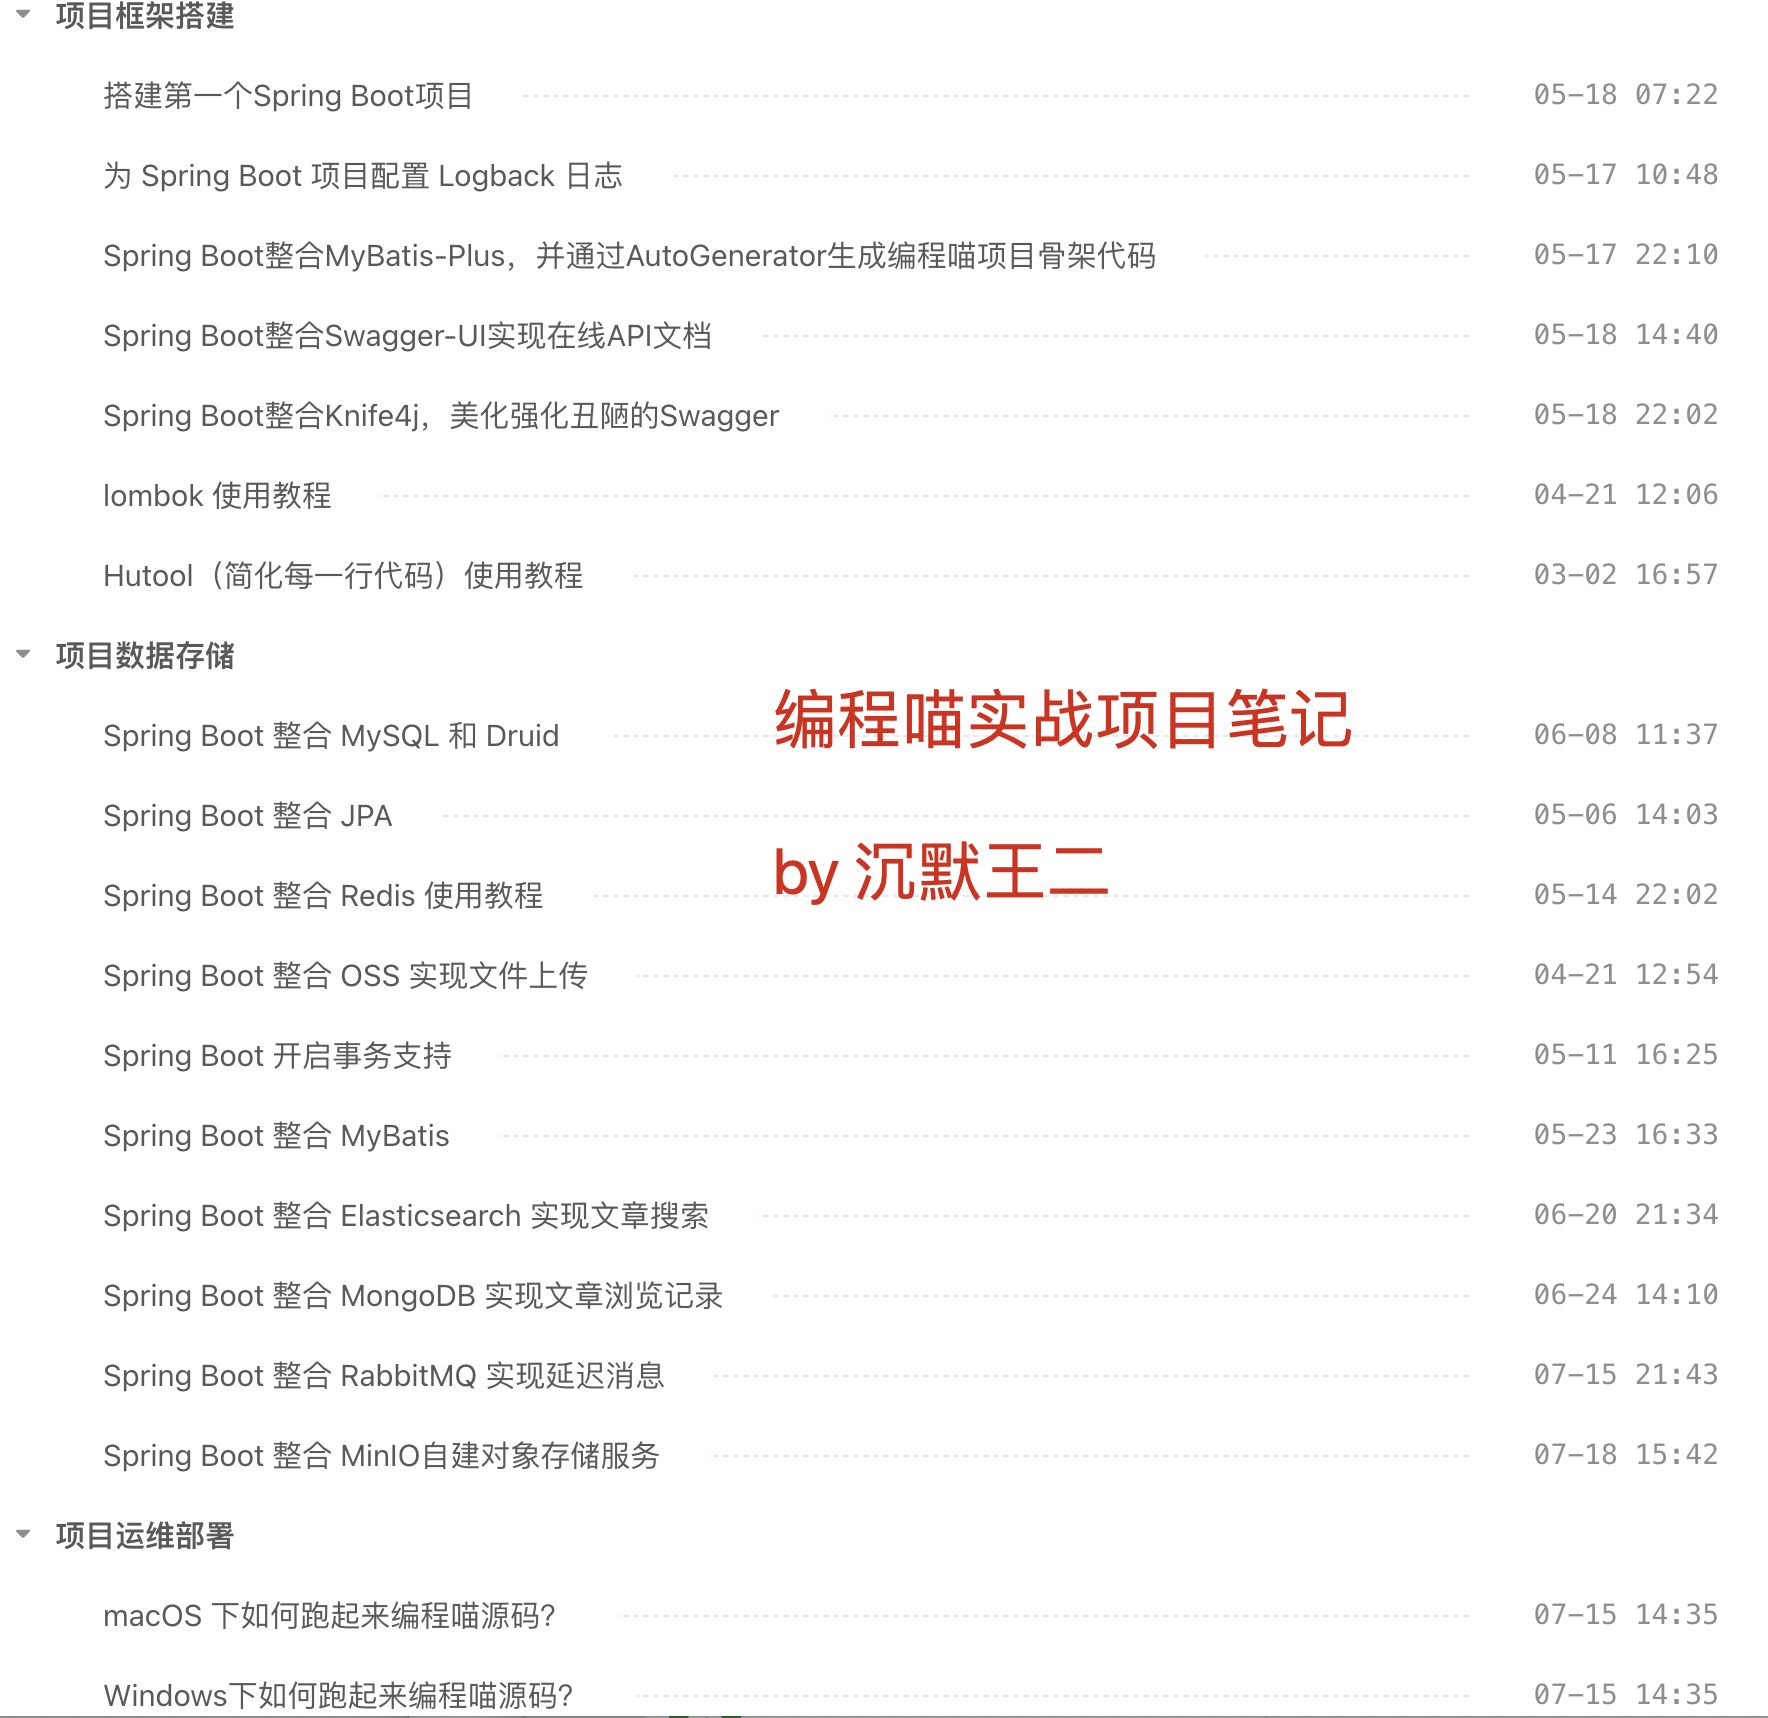 项目框架搭建
搭建第一个Spring Boot项目 05-18 07:22
为 Spring Boot 项目配置 Logback 日志 05-17 10:48
Spring Boot整合MyBatis-Plus，并通过AutoGenerator生成编程喵项目骨架代码 05-17 22:10
Spring Boot整合Swagger-UI实现在线API文档 05-18 14:40
Spring Boot整合Knife4j，美化强化丑陋的Swagger 05-18 22:02
lombok 使用教程 04-21 12:06
Hutool（简化每一行代码）使用教程 03-02 16:57
项目数据存储
编程喵实战项目笔记
Spring Boot 整合 MySQL 和 Druid 06-08 11:37
Spring Boot 整合 JPA 05-06 14:03
by 沉默王二
Spring Boot 整合 Redis 使用教程 05-14 22:02
Spring Boot 整合 OSS 实现文件上传 04-21 12:54
Spring Boot 开启事务支持 05-11 16:25
Spring Boot 整合 MyBatis 05-23 16:33
Spring Boot 整合 Elasticsearch 实现文章搜索 06-20 21:34
Spring Boot 整合 MongoDB 实现文章浏览记录 06-24 14:10
Spring Boot 整合 RabbitMQ 实现延迟消息 07-15 21:43
Spring Boot 整合 MinIO自建对象存储服务 07-18 15:42
项目运维部署
macOS 下如何跑起来编程喵源码? 07-15 14:35
Windows下如何跑起来编程喵源码? 07-15 14:35